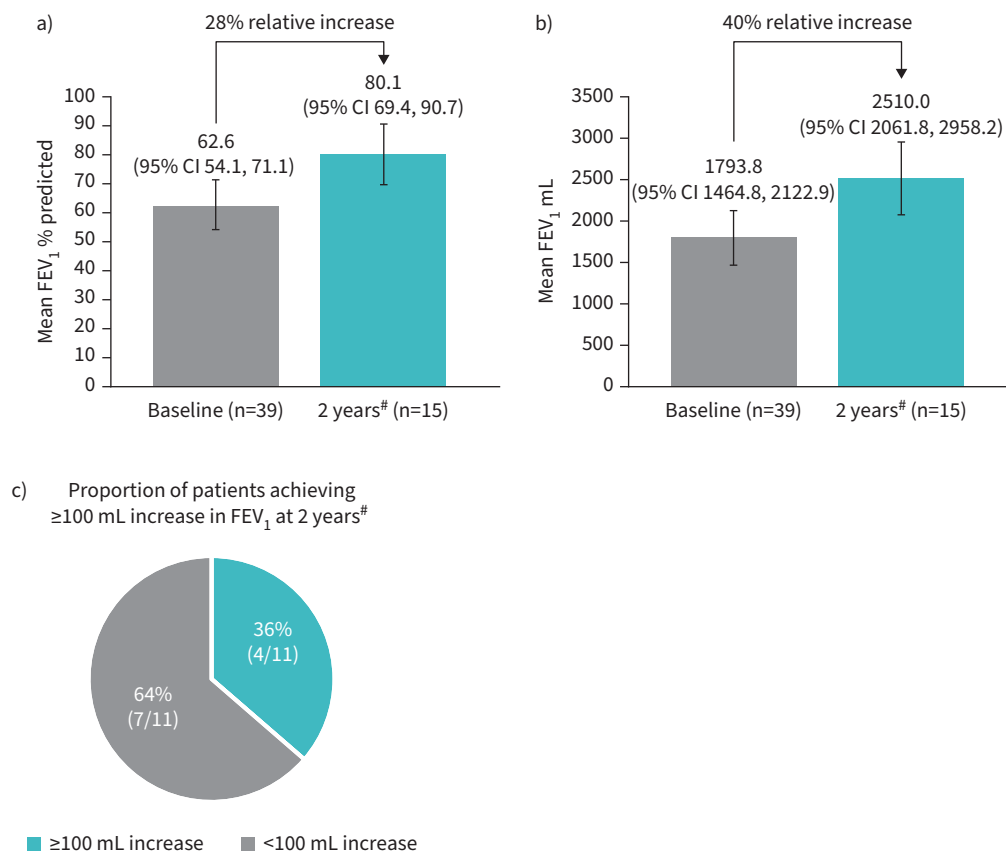 a)
28% relative increase
80.1
(95% CI 69.4, 90.7)
62.6
(95% CI 54.1, 71.1)
Mean FEV₁ % predicted
100
90
80
70
60
50
40
30
20
10
0
Baseline (n=39)
2 years# (n=15)
b)
40% relative increase
2510.0
(95% CI 2061.8, 2958.2)
1793.8
(95% CI 1464.8, 2122.9)
Mean FEV₁ mL
3500
3000
2500
2000
1500
1000
500
0
Baseline (n=39)
2 years# (n=15)
c)
Proportion of patients achieving
≥100 mL increase in FEV₁ at 2 years#
36%
(4/11)
64%
(7/11)
≥100 mL increase
<100 mL increase